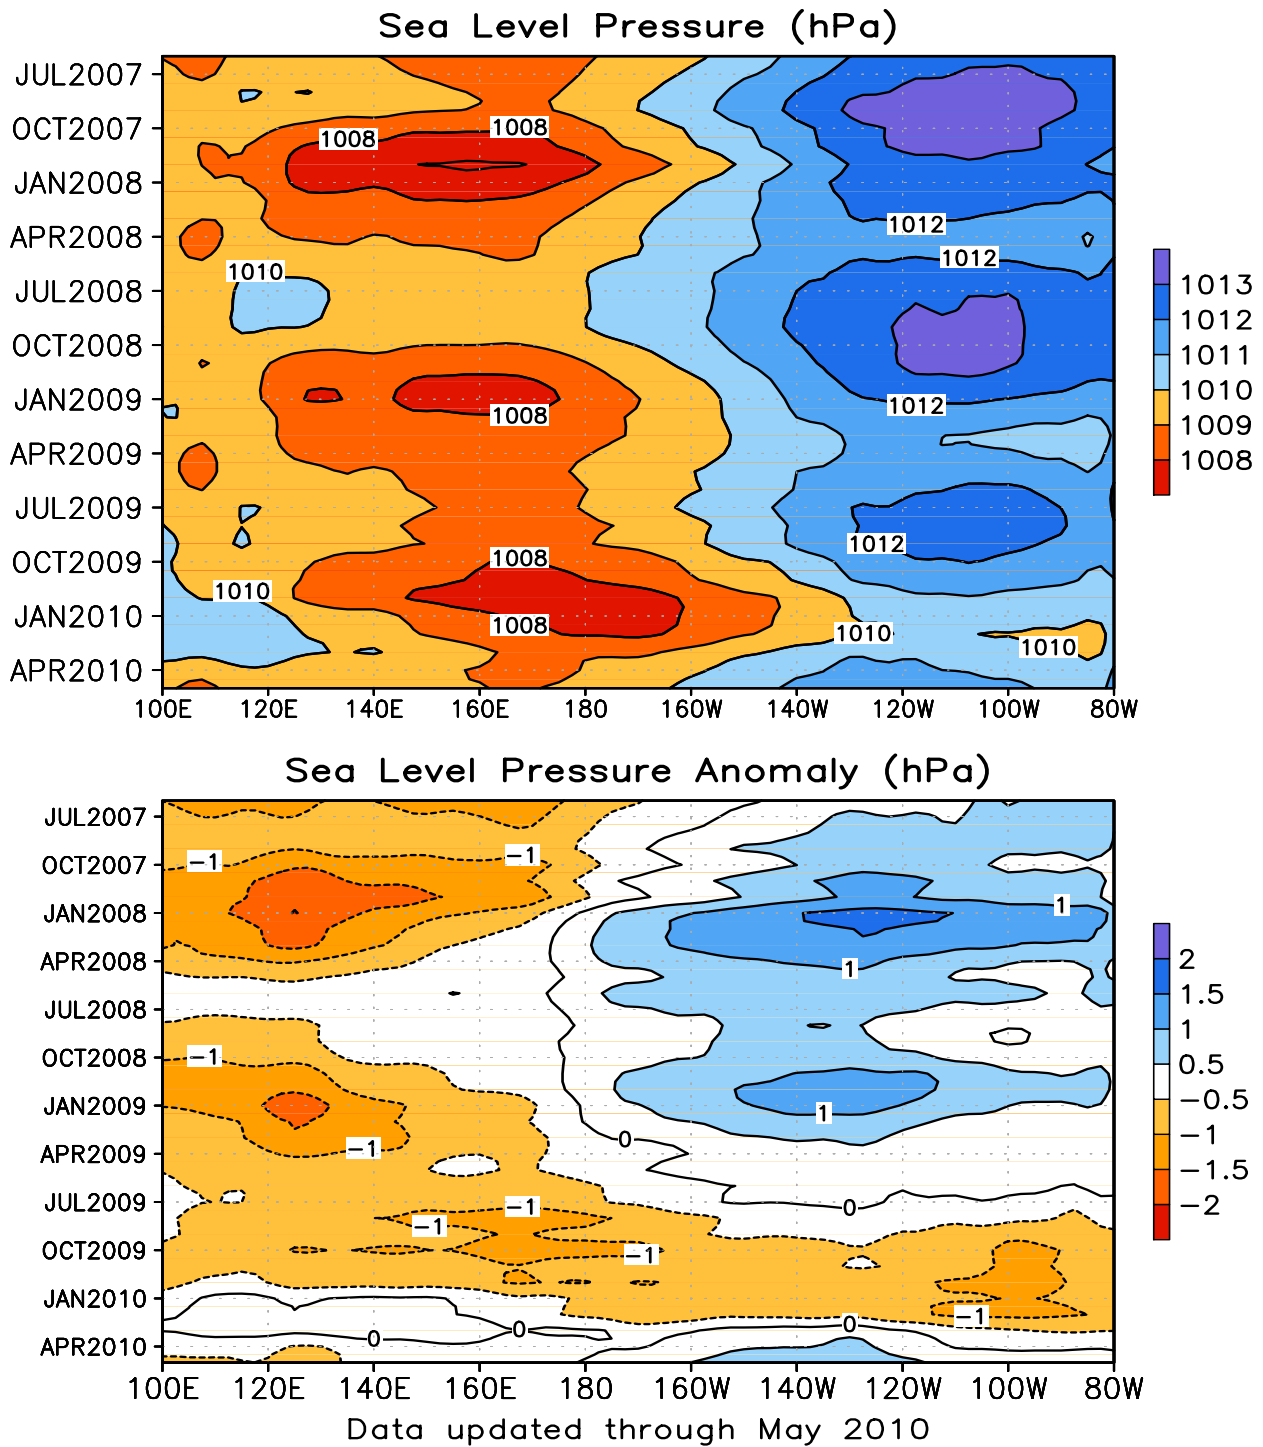 Sea Level Pressure (hPa)
JUL2007
OCT2007
JAN2008
APR2008
JUL2008
OCT2008
JAN2009
APR2009
JUL2009
OCT2009
JAN2010
APR2010
1008
1008
1012
1012
1010
1012
1008
1012
1008
1010
1008
1010
1010
100E 120E 140E 160E 180 160W 140W 120W 100W 80W
1013
1012
1011
1010
1009
1008
Sea Level Pressure Anomaly (hPa)
JUL2007
OCT2007
JAN2008
APR2008
JUL2008
OCT2008
JAN2009
APR2009
JUL2009
OCT2009
JAN2010
APR2010
-1
-1
1
1
-1
1
0
-1
-1
0
-1
-1
-1
0
0
0
100E 120E 140E 160E 180 160W 140W 120W 100W 80W
2
1.5
1
0.5
-0.5
-1
-1.5
-2
Data updated through May 2010